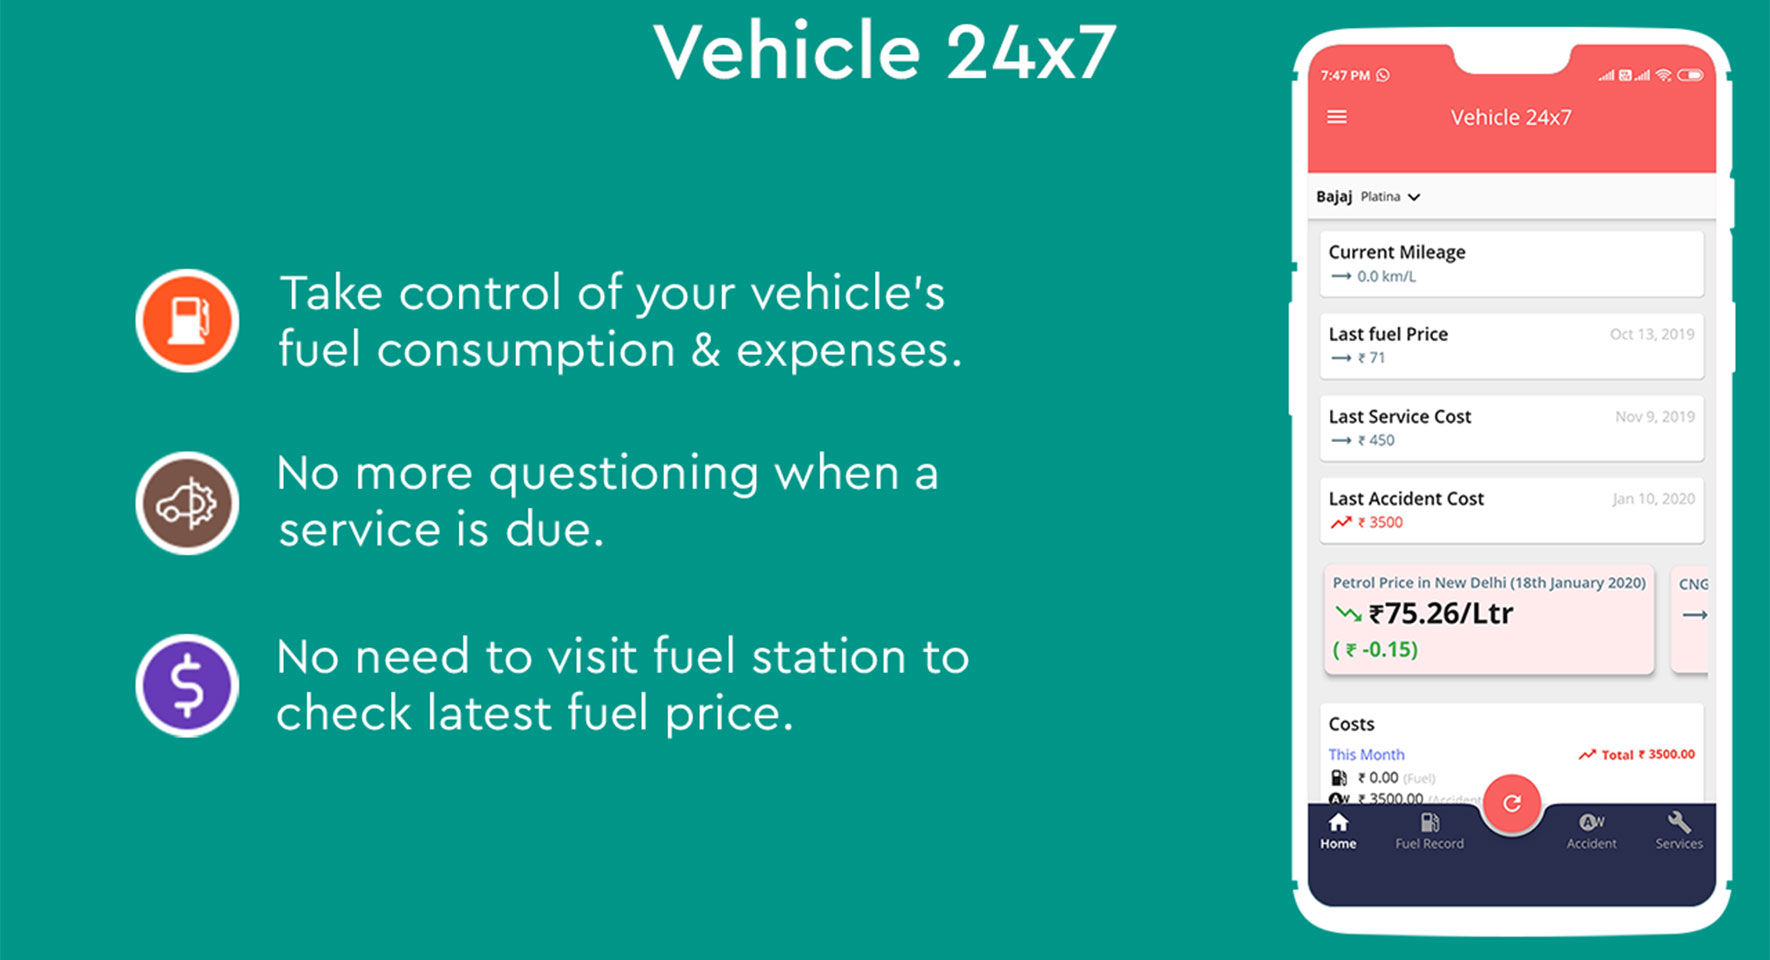 Vehicle 24x7
Take control of your vehicle's
fuel consumption & expenses.
No more questioning when a
service is due.
No need to visit fuel station to
check latest fuel price.
7:47 PM
Vehicle 24x7
Bajaj Platina
Current Mileage
0.0 km/L
Last fuel Price Oct 13, 2019
₹ 71
Last Service Cost Nov 9, 2019
₹ 450
Last Accident Cost Jan 10, 2020
₹ 3500
Petrol Price in New Delhi (18th January 2020) CNG
₹75.26/Ltr
( ₹ -0.15)
Costs
This Month Total ₹ 3500.00
₹ 0.00 (Fuel)
₹ 3500.00 (Accident
Home Fuel Record Accident Services